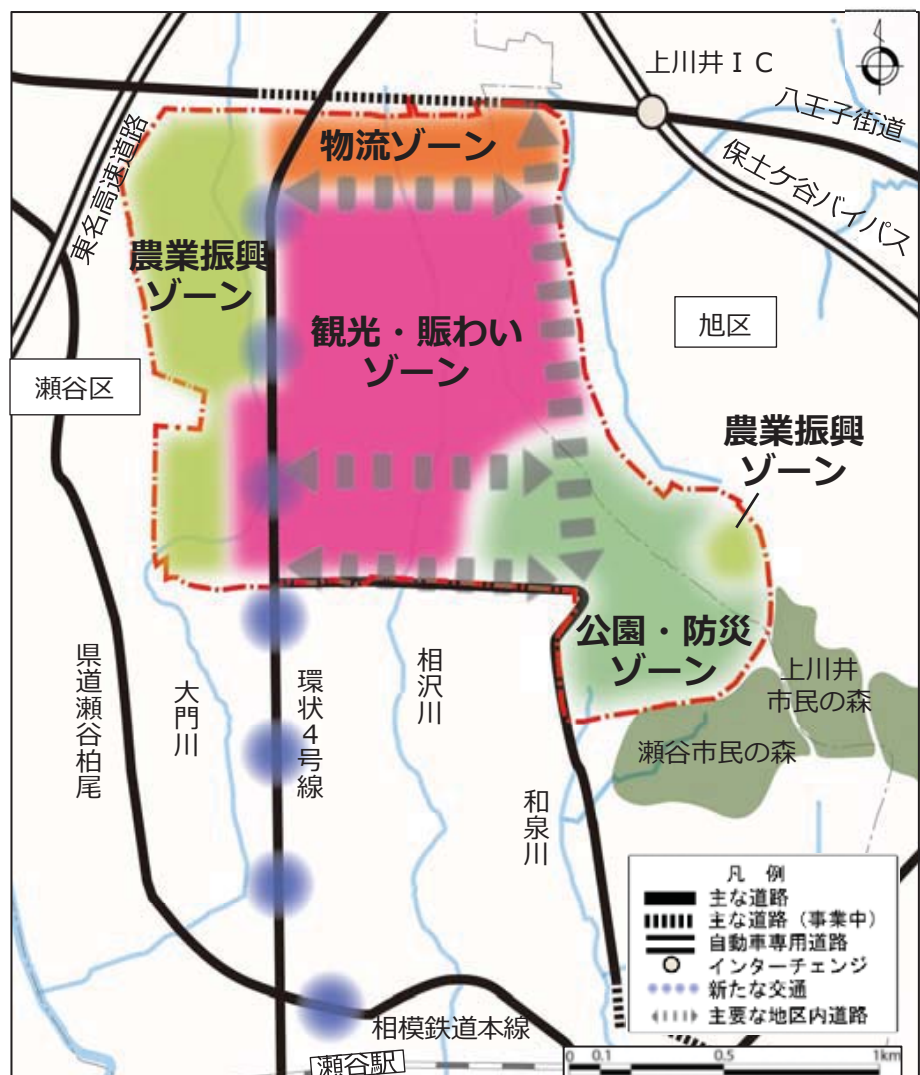 上川井ＩＣ
八王子街道
保土ケ谷バイパス
東名高速道路
物流ゾーン
農業振興
ゾーン
観光・賑わい
ゾーン
旭区
瀬谷区
農業振興
ゾーン
公園・防災
ゾーン
上川井
市民の森
瀬谷市民の森
県道瀬谷柏尾
大門川
環状４号線
相沢川
和泉川
相模鉄道本線
瀬谷駅
凡 例
主な道路
主な道路（事業中）
自動車専用道路
インターチェンジ
新たな交通
主要な地区内道路
0 0.1 0.5 1km